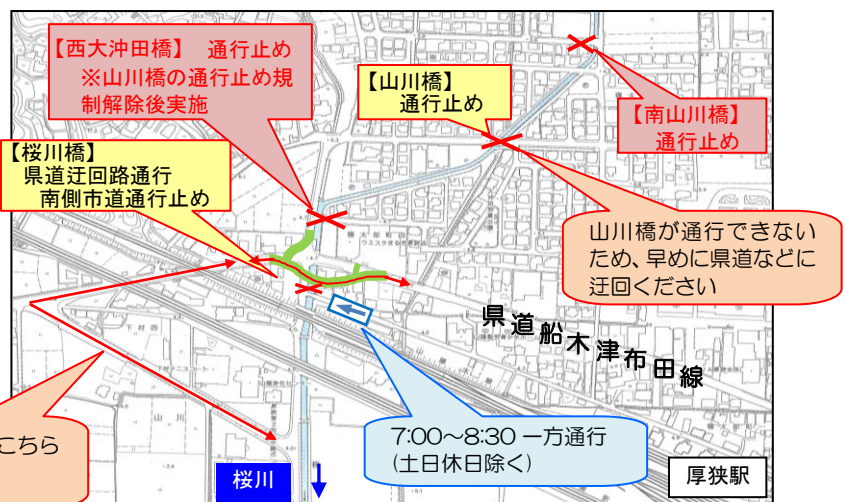 【西大沖田橋】 通行止め
※山川橋の通行止め規
制解除後実施
【山川橋】
通行止め
【南山川橋】
通行止め
【桜川橋】
県道迂回路通行
南側市道通行止め
山川橋が通行できない
ため、早めに県道などに
迂回ください
県道船木津布田線
こちら
7:00~8:30 一方通行
(土日休日除く)
桜川
厚狭駅
下村四
山川